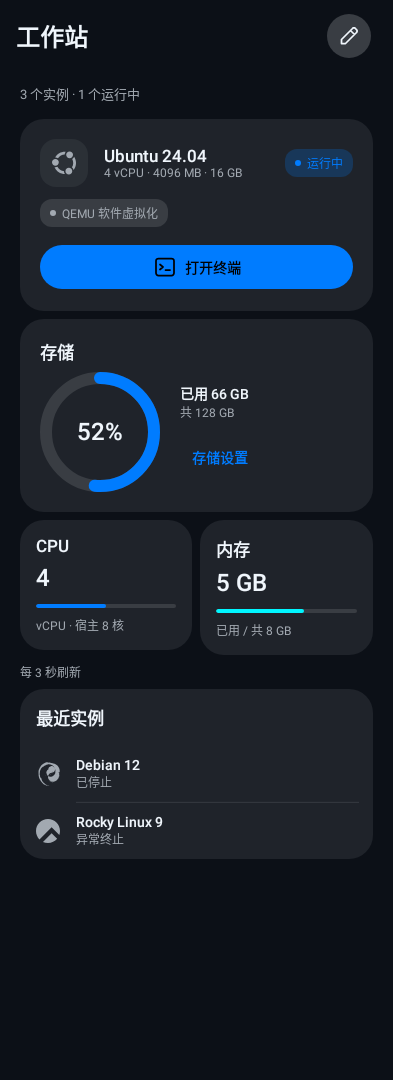 工作站
3 个实例 · 1 个运行中
Ubuntu 24.04
4 vCPU · 4096 MB · 16 GB
运行中
QEMU 软件虚拟化
打开终端
存储
52%
已用 66 GB
共 128 GB
存储设置
CPU
4
vCPU · 宿主 8 核
内存
5 GB
已用 / 共 8 GB
每 3 秒刷新
最近实例
Debian 12
已停止
Rocky Linux 9
异常终止